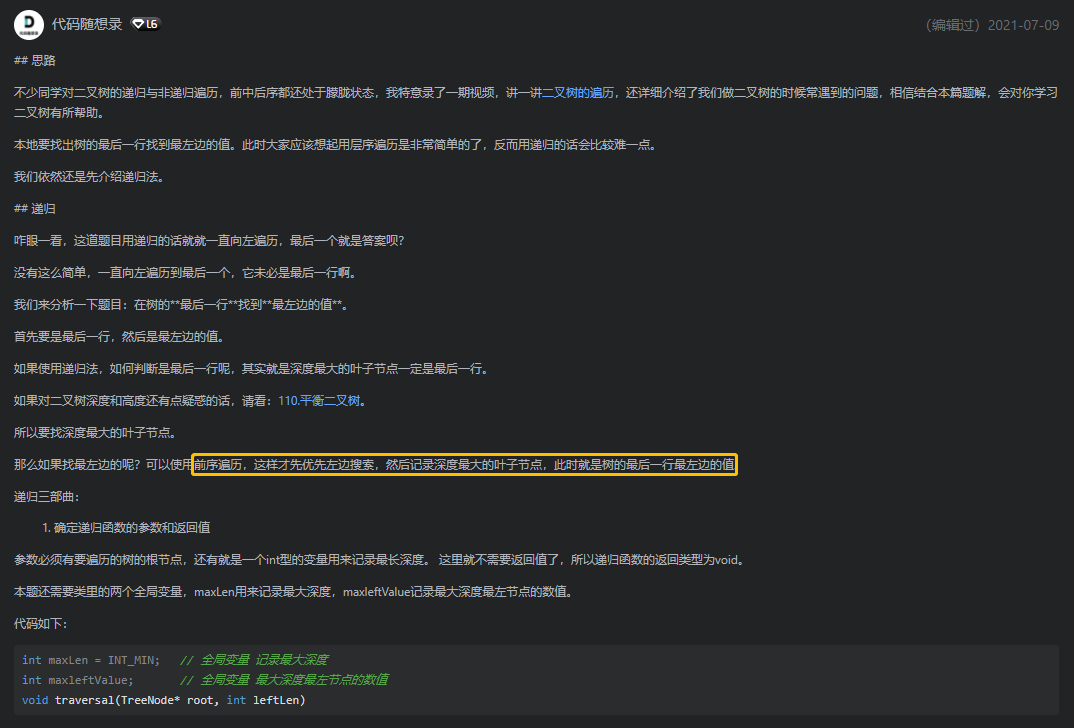 代码随想录 L6 （编辑过）2021-07-09
## 思路
不少同学对二叉树的递归与非递归遍历，前中后序都还处于朦胧状态，我特意录了一期视频，讲一讲二叉树的遍历，还详细介绍了我们做二叉树的时候常遇到的问题，相信结合本篇题解，会对你学习
二叉树有所帮助。
本地要找出树的最后一行找到最左边的值。此时大家应该想起用层序遍历是非常简单的了，反而用递归的话会比较难一点。
我们依然还是先介绍递归法。
## 递归
咋眼一看，这道题目用递归的话就就一直向左遍历，最后一个就是答案呗？
没有这么简单，一直向左遍历到最后一个，它未必是最后一行啊。
我们来分析一下题目：在树的**最后一行**找到**最左边的值**。
首先要是最后一行，然后是最左边的值。
如果使用递归法，如何判断是最后一行呢，其实就是深度最大的叶子节点一定是最后一行。
如果对二叉树深度和高度还有点疑惑的话，请看：110.平衡二叉树。
所以要找深度最大的叶子节点。
那么如果找最左边的呢？可以使用前序遍历，这样才先优先左边搜索，然后记录深度最大的叶子节点，此时就是树的最后一行最左边的值
递归三部曲：
1. 确定递归函数的参数和返回值
参数必须有要遍历的树的根节点，还有就是一个int型的变量用来记录最长深度。 这里就不需要返回值了，所以递归函数的返回类型为void。
本题还需要类里的两个全局变量，maxLen用来记录最大深度，maxleftValue记录最大深度最左节点的数值。
代码如下：
int maxLen = INT_MIN; // 全局变量 记录最大深度
int maxleftValue; // 全局变量 最大深度最左节点的数值
void traversal(TreeNode* root, int leftLen)